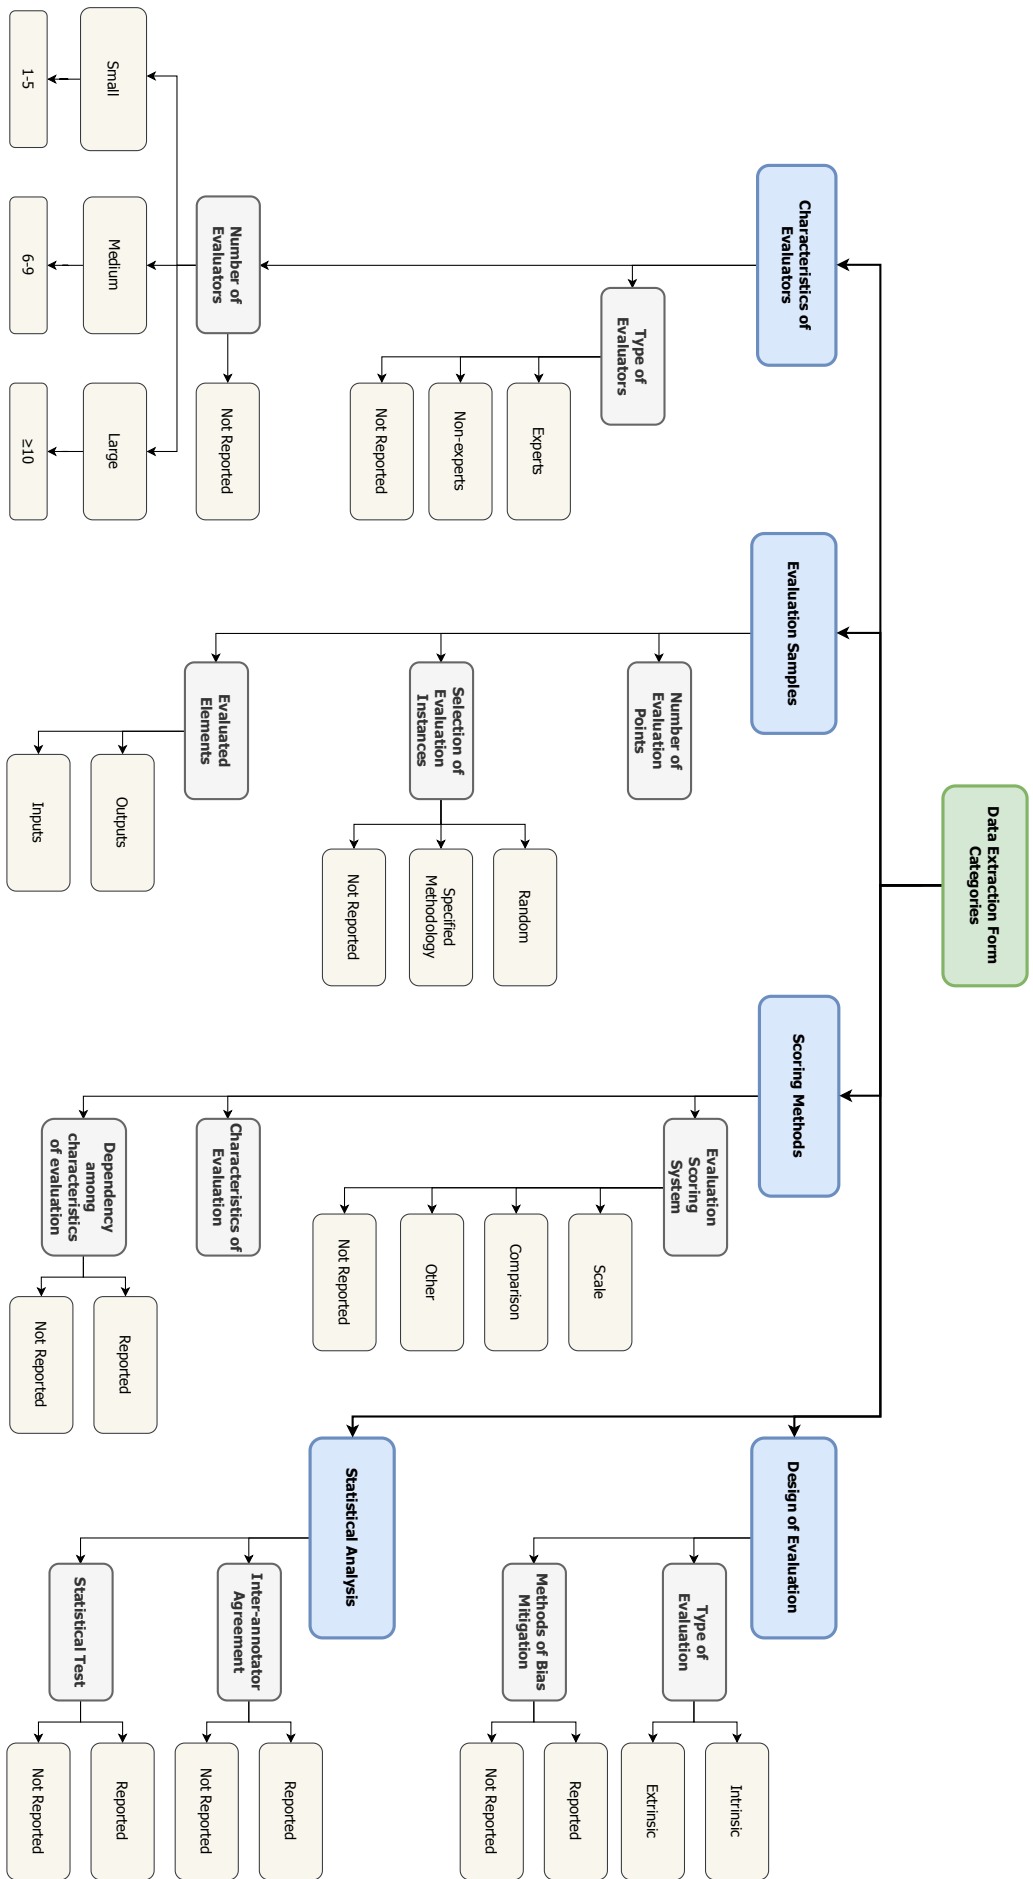 Data Extraction Form
Categories
Characteristics of
Evaluators
Type of
Evaluators
Experts
Non-experts
Not Reported
Number of
Evaluators
Not Reported
Small
1-5
Medium
6-9
Large
≥10
Evaluation Samples
Number of
Evaluation
Points
Selection of
Evaluation
Instances
Random
Specified
Methodology
Not Reported
Evaluated
Elements
Outputs
Inputs
Scoring Methods
Evaluation
Scoring
System
Scale
Comparison
Other
Not Reported
Characteristics of
Evaluation
Dependency
among
characteristics
of evaluation
Reported
Not Reported
Design of Evaluation
Type of
Evaluation
Intrinsic
Extrinsic
Methods of Bias
Mitigation
Reported
Not Reported
Statistical Analysis
Inter-annotator
Agreement
Reported
Not Reported
Statistical Test
Reported
Not Reported